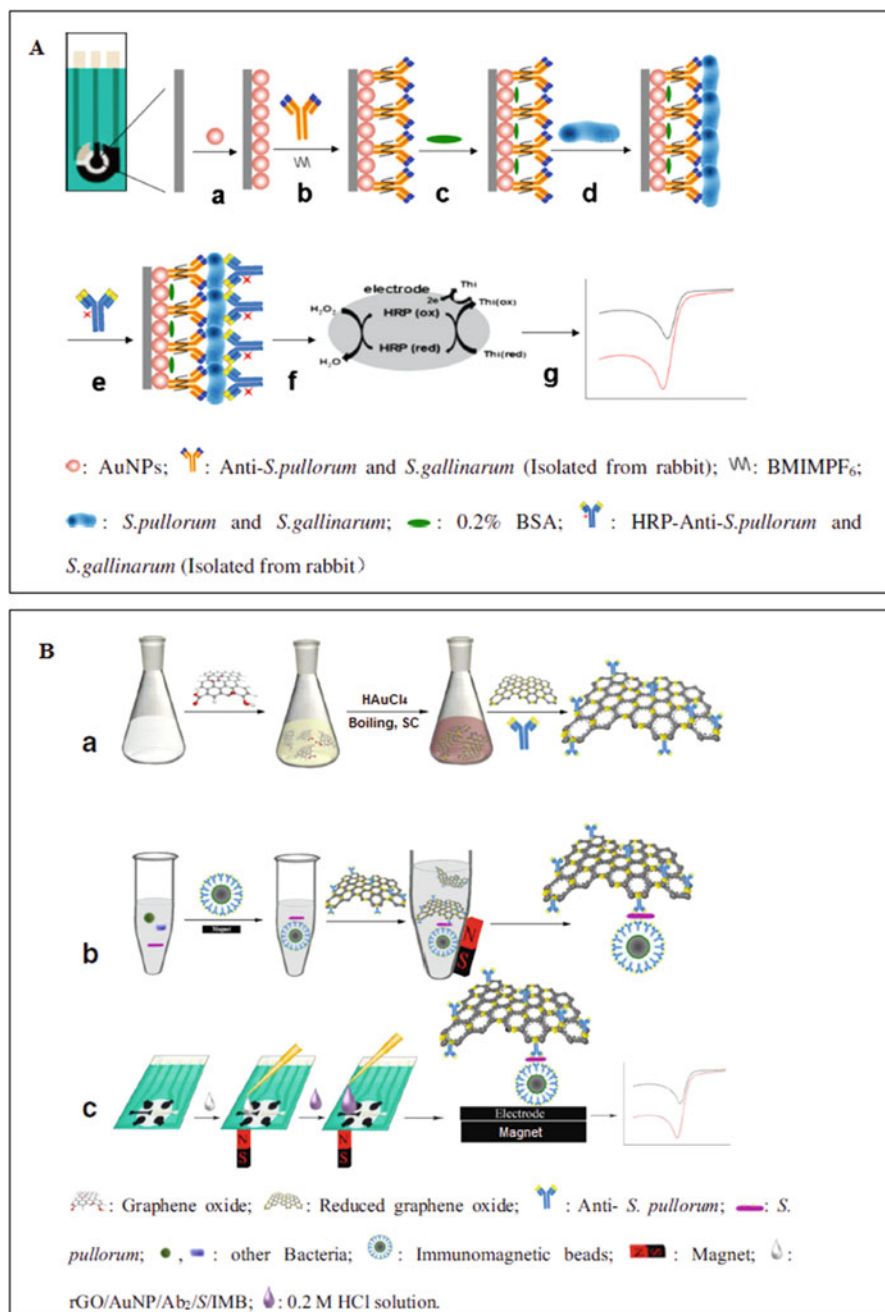 A
a
b
c
d
electrode
Thi
2e
Thi(ox)
H₂O₂
HRP (ox)
HRP (red)
H₂O
Thi(red)
e
f
g
: AuNPs; : Anti-S.pullorum and S.gallinarum (Isolated from rabbit); : BMIMPF₆;
: S.pullorum and S.gallinarum; : 0.2% BSA; : HRP-Anti-S.pullorum and
S.gallinarum (Isolated from rabbit)
B
HAuCl₄
Boiling, SC
a
Magnet
N
S
b
c
N
S
N
S
Electrode
Magnet
: Graphene oxide; : Reduced graphene oxide; : Anti- S. pullorum; : S.
pullorum; , : other Bacteria; : Immunomagnetic beads; : Magnet; :
rGO/AuNP/Ab₂/S/IMB; : 0.2 M HCl solution.